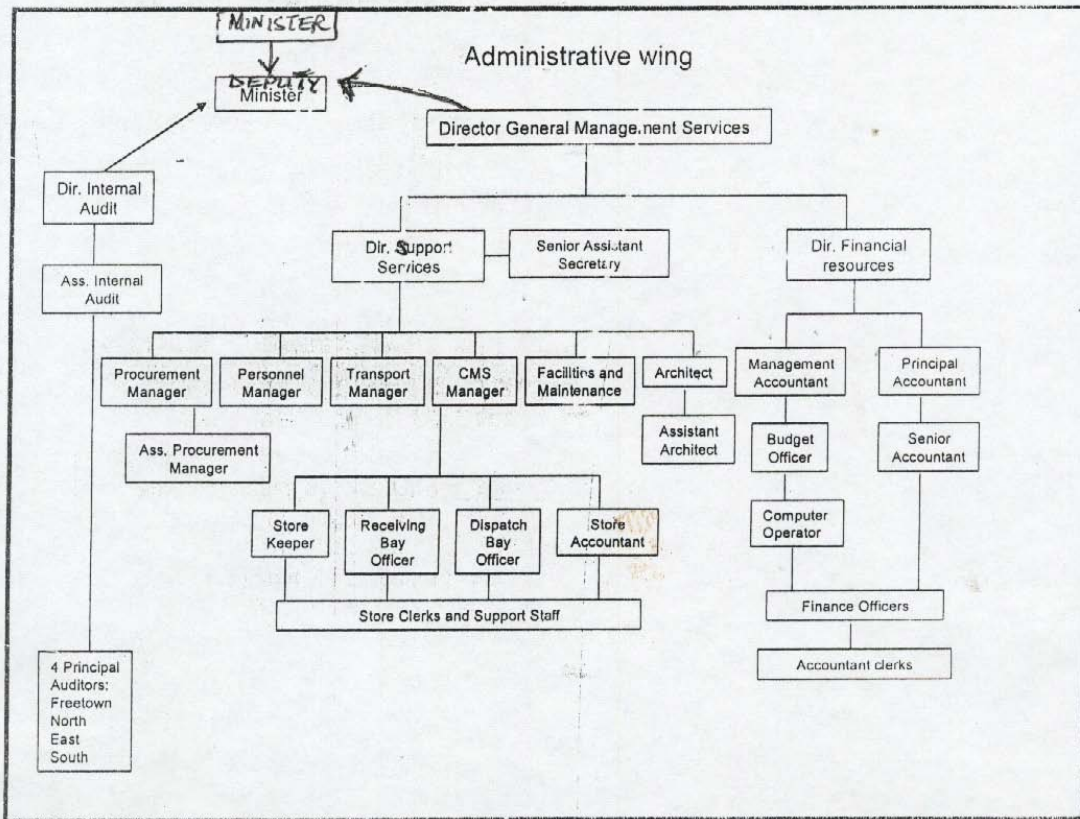 MINISTER
Administrative wing
DEPUTY
Minister
Director General Management Services
Dir. Internal
Audit
Dir. Support
Services
Senior Assistant
Secretary
Dir. Financial
resources
Ass. Internal
Audit
Procurement
Manager
Personnel
Manager
Transport
Manager
CMS
Manager
Facilities and
Maintenance
Architect
Management
Accountant
Principal
Accountant
Ass. Procurement
Manager
Assistant
Architect
Budget
Officer
Senior
Accountant
Store
Keeper
Receiving
Bay
Officer
Dispatch
Bay
Officer
Store
Accountant
Computer
Operator
Store Clerks and Support Staff
Finance Officers
Accountant clerks
4 Principal
Auditors:
Freetown
North
East
South